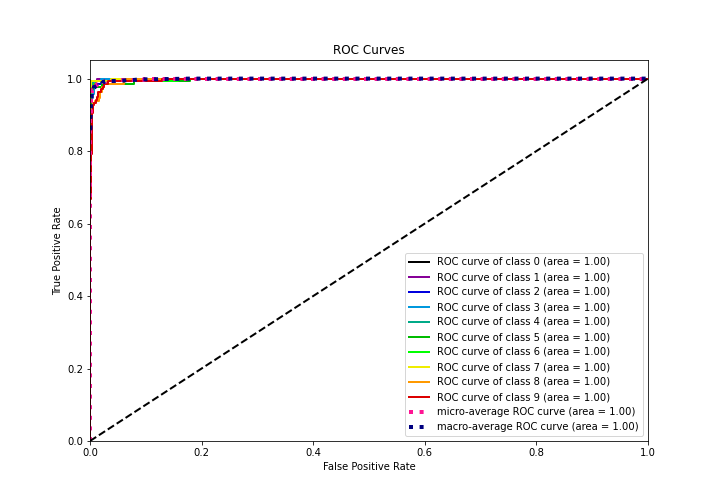 ROC Curves
True Positive Rate
1.0
0.8
0.6
0.4
0.2
0.0
0.0 0.2 0.4 0.6 0.8 1.0
False Positive Rate
ROC curve of class 0 (area = 1.00)
ROC curve of class 1 (area = 1.00)
ROC curve of class 2 (area = 1.00)
ROC curve of class 3 (area = 1.00)
ROC curve of class 4 (area = 1.00)
ROC curve of class 5 (area = 1.00)
ROC curve of class 6 (area = 1.00)
ROC curve of class 7 (area = 1.00)
ROC curve of class 8 (area = 1.00)
ROC curve of class 9 (area = 1.00)
micro-average ROC curve (area = 1.00)
macro-average ROC curve (area = 1.00)